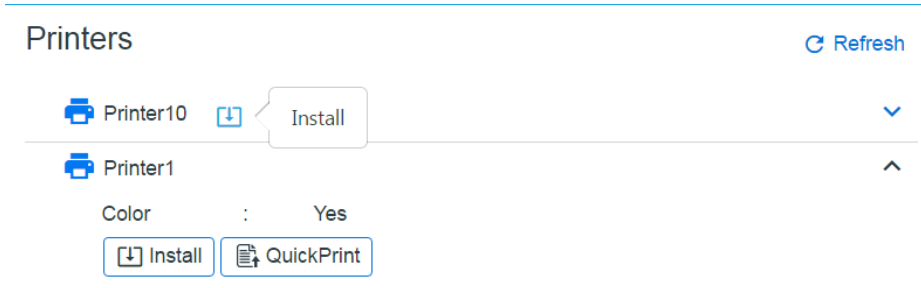 Printers
Refresh
Printer10 Install
Printer1
Color : Yes
Install QuickPrint